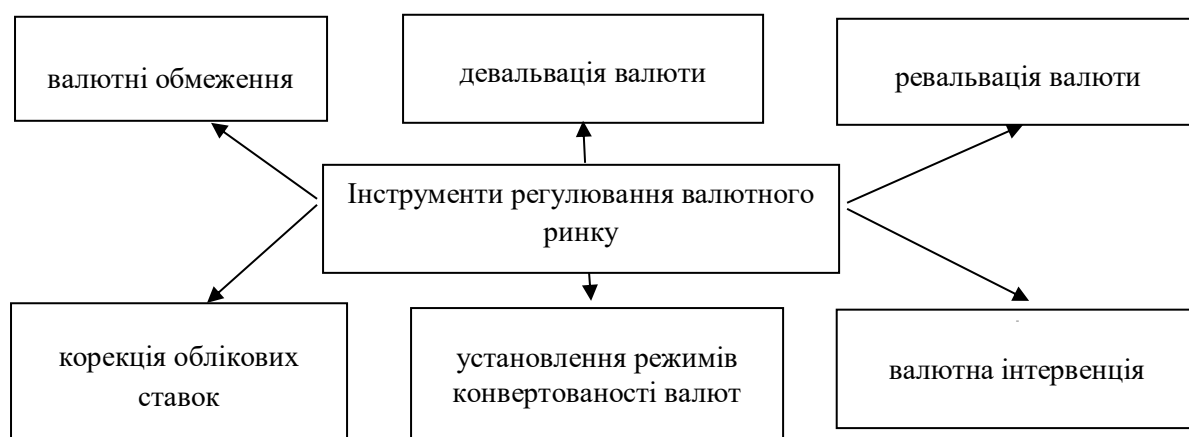 валютні обмеження
девальвація валюти
ревальвація валюти
Інструменти регулювання валютного
ринку
корекція облікових
ставок
установлення режимів
конвертованості валют
валютна інтервенція